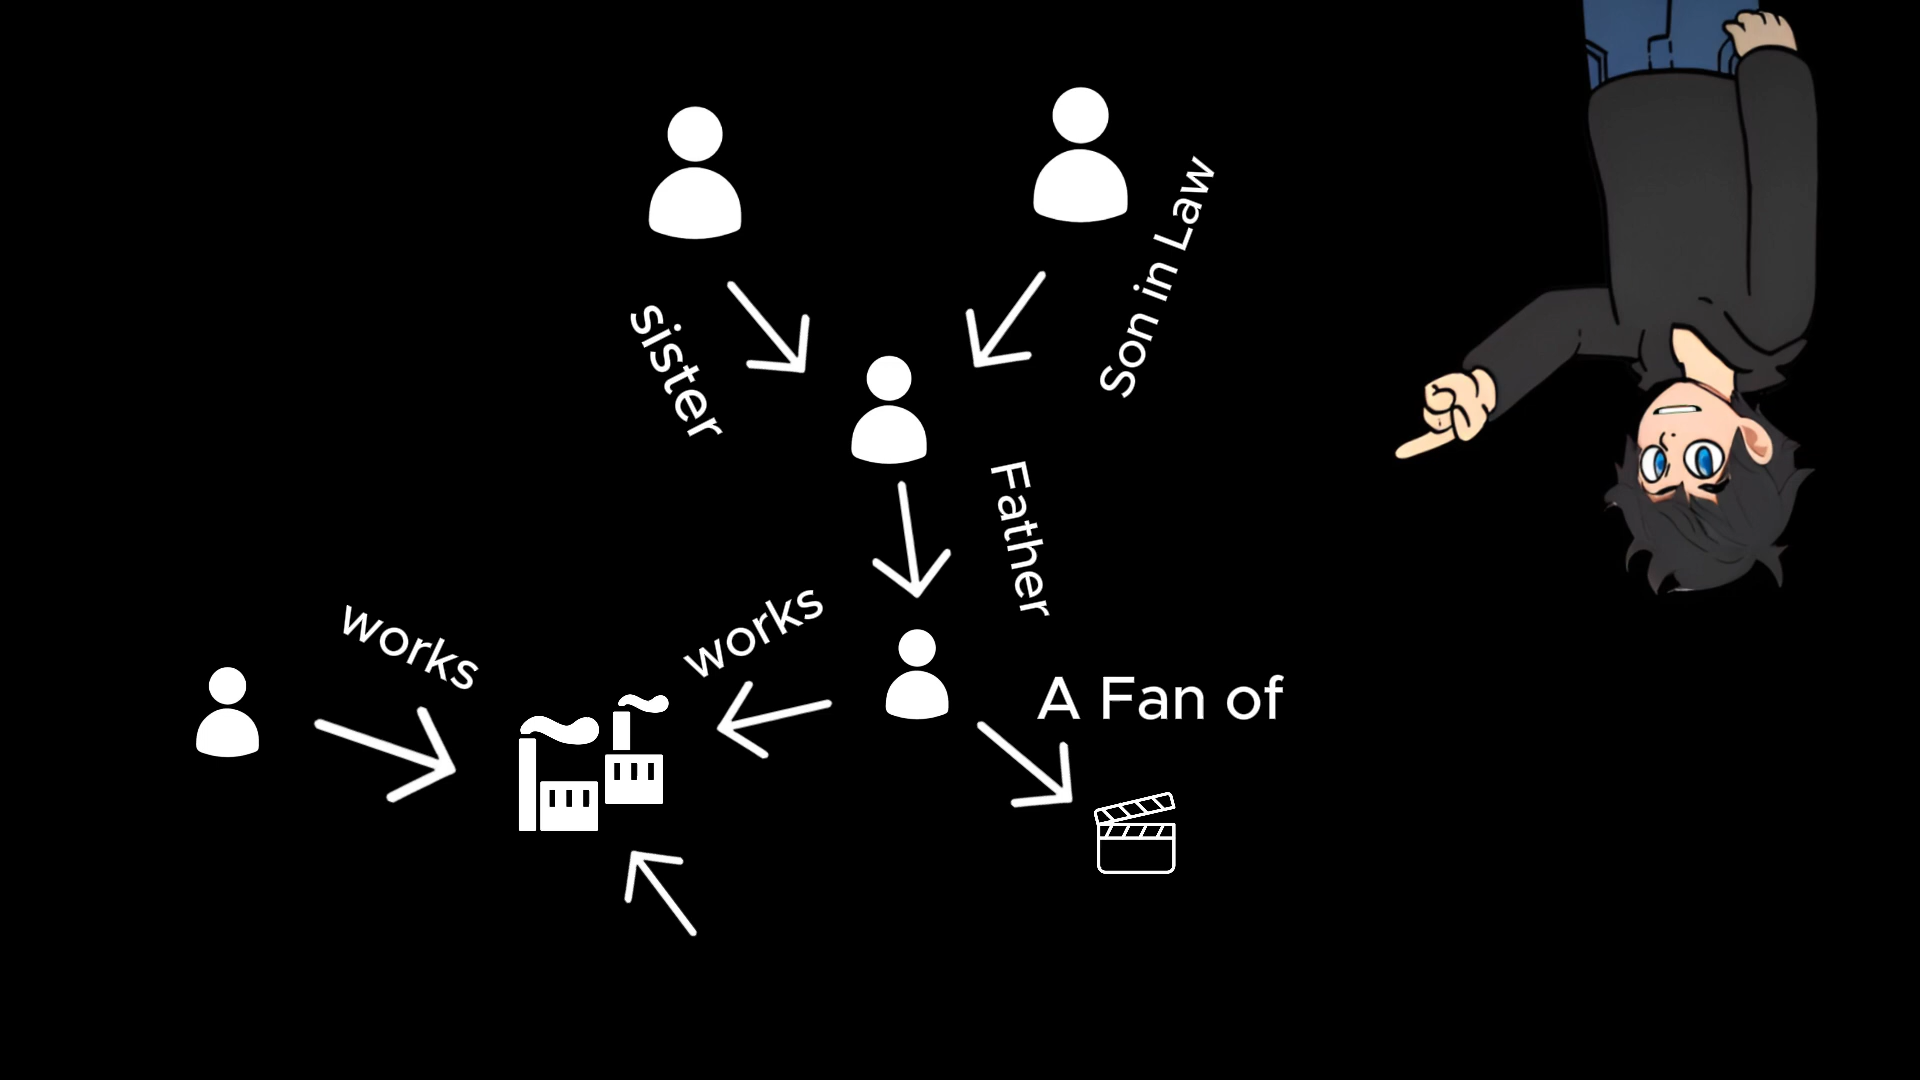 Son in Law
sister
Father
works
works
A Fan of